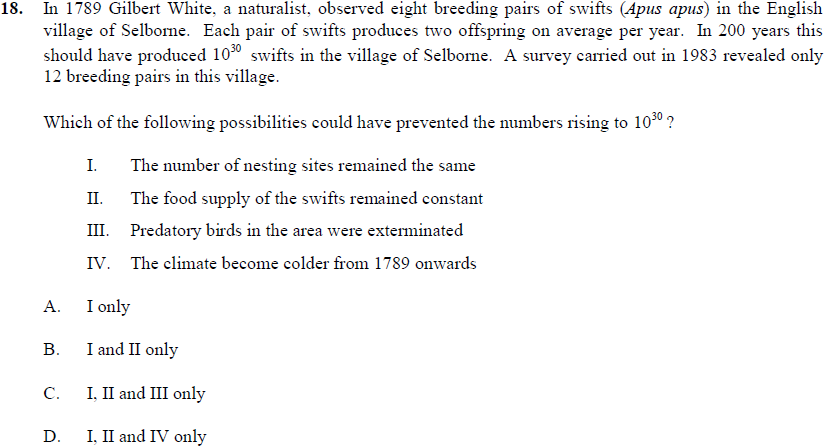 18. In 1789 Gilbert White, a naturalist, observed eight breeding pairs of swifts (Apus apus) in the English
village of Selborne. Each pair of swifts produces two offspring on average per year. In 200 years this
should have produced 10³⁰ swifts in the village of Selborne. A survey carried out in 1983 revealed only
12 breeding pairs in this village.
Which of the following possibilities could have prevented the numbers rising to 10³⁰ ?
I. The number of nesting sites remained the same
II. The food supply of the swifts remained constant
III. Predatory birds in the area were exterminated
IV. The climate become colder from 1789 onwards
A. I only
B. I and II only
C. I, II and III only
D. I, II and IV only